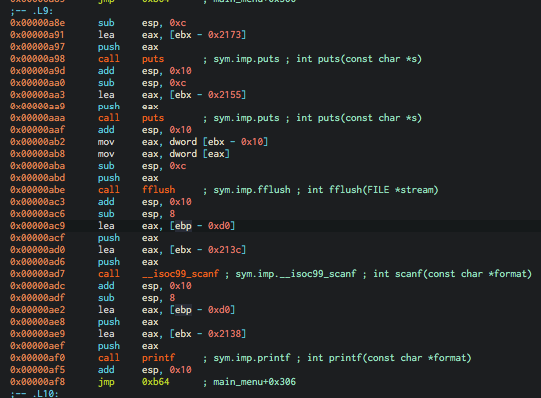 jmp 0xb64 ; main_menu+0x306
;-- .L9:
0x00000a8e sub esp, 0xc
0x00000a91 lea eax, [ebx - 0x2173]
0x00000a97 push eax
0x00000a98 call puts ; sym.imp.puts ; int puts(const char *s)
0x00000a9d add esp, 0x10
0x00000aa0 sub esp, 0xc
0x00000aa3 lea eax, [ebx - 0x2155]
0x00000aa9 push eax
0x00000aaa call puts ; sym.imp.puts ; int puts(const char *s)
0x00000aaf add esp, 0x10
0x00000ab2 mov eax, dword [ebx - 0x10]
0x00000ab8 mov eax, dword [eax]
0x00000aba sub esp, 0xc
0x00000abd push eax
0x00000abe call fflush ; sym.imp.fflush ; int fflush(FILE *stream)
0x00000ac3 add esp, 0x10
0x00000ac6 sub esp, 8
0x00000ac9 lea eax, [ebp - 0xd0]
0x00000acf push eax
0x00000ad0 lea eax, [ebx - 0x213c]
0x00000ad6 push eax
0x00000ad7 call __isoc99_scanf ; sym.imp.__isoc99_scanf ; int scanf(const char *format)
0x00000adc add esp, 0x10
0x00000adf sub esp, 8
0x00000ae2 lea eax, [ebp - 0xd0]
0x00000ae8 push eax
0x00000ae9 lea eax, [ebx - 0x2138]
0x00000aef push eax
0x00000af0 call printf ; sym.imp.printf ; int printf(const char *format)
0x00000af5 add esp, 0x10
0x00000af8 jmp 0xb64 ; main_menu+0x306
;-- .L10: